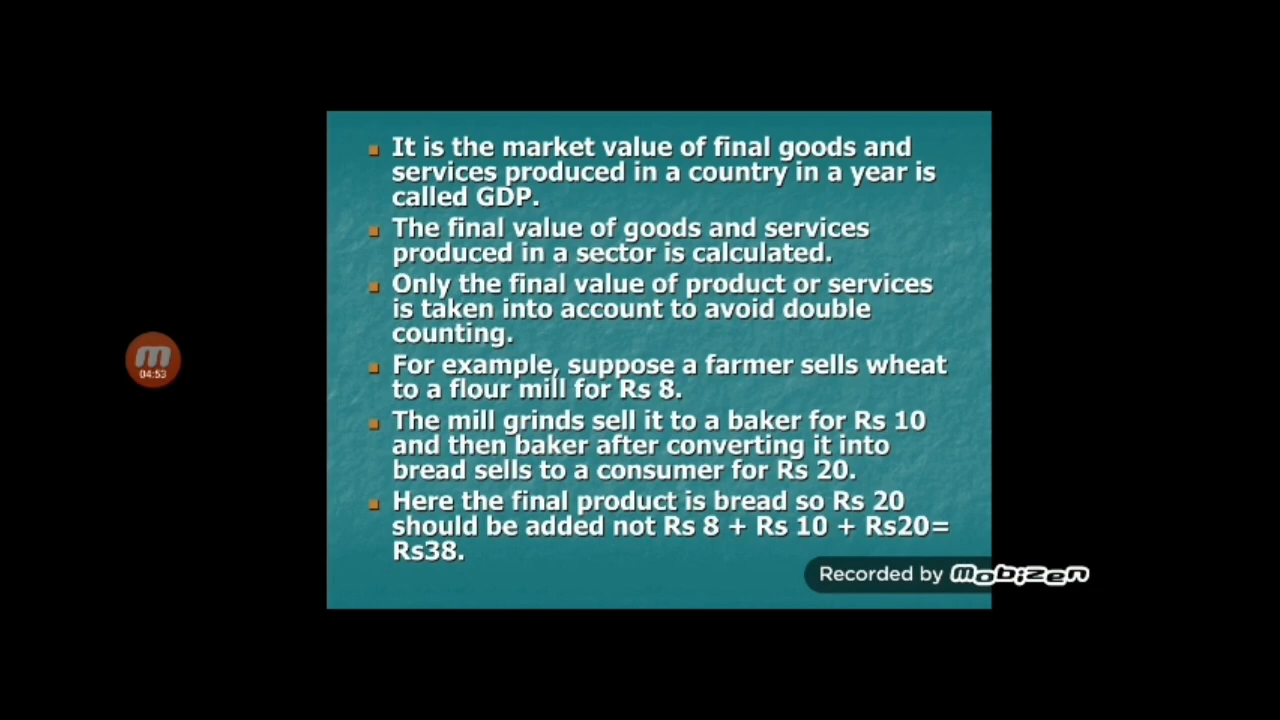 It is the market value of final goods and
services produced in a country in a year is
called GDP.
The final value of goods and services
produced in a sector is calculated.
Only the final value of product or services
is taken into account to avoid double
counting.
For example, suppose a farmer sells wheat
to a flour mill for Rs 8.
The mill grinds sell it to a baker for Rs 10
and then baker after converting it into
bread sells to a consumer for Rs 20.
Here the final product is bread so Rs 20
should be added not Rs 8 + Rs 10 + Rs20=
Rs38.
04:53
Recorded by mobizen